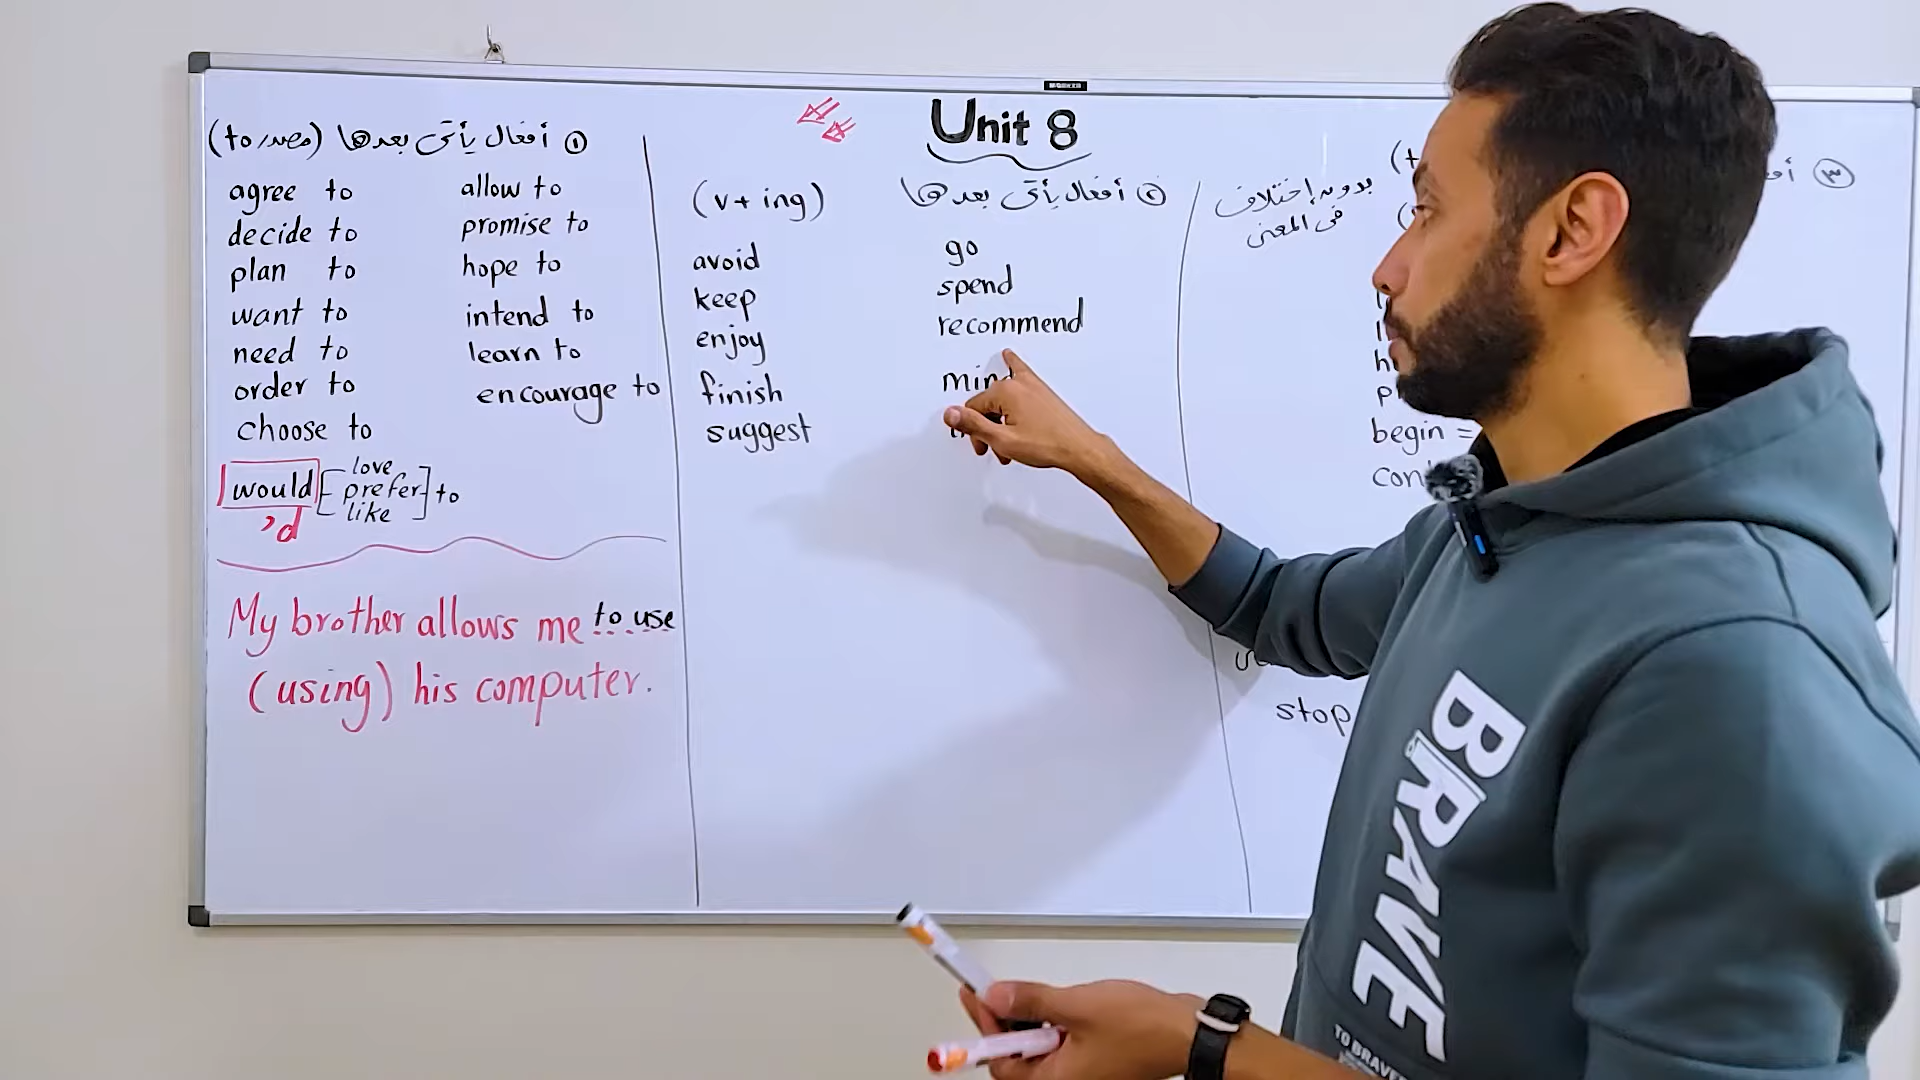 Unit 8
① أفعال يأتى بعدها (to+مصدر)
agree to
decide to
plan to
want to
need to
order to
choose to
allow to
promise to
hope to
intend to
learn to
encourage to
would love
prefer to
like
'd
My brother allows me to use
(using) his computer.
② أفعال يأتى بعدها (v+ing)
avoid
keep
enjoy
finish
suggest
go
spend
recommend
③
بدون إختلاف
فى المعنى
begin =
stop
BRAVE